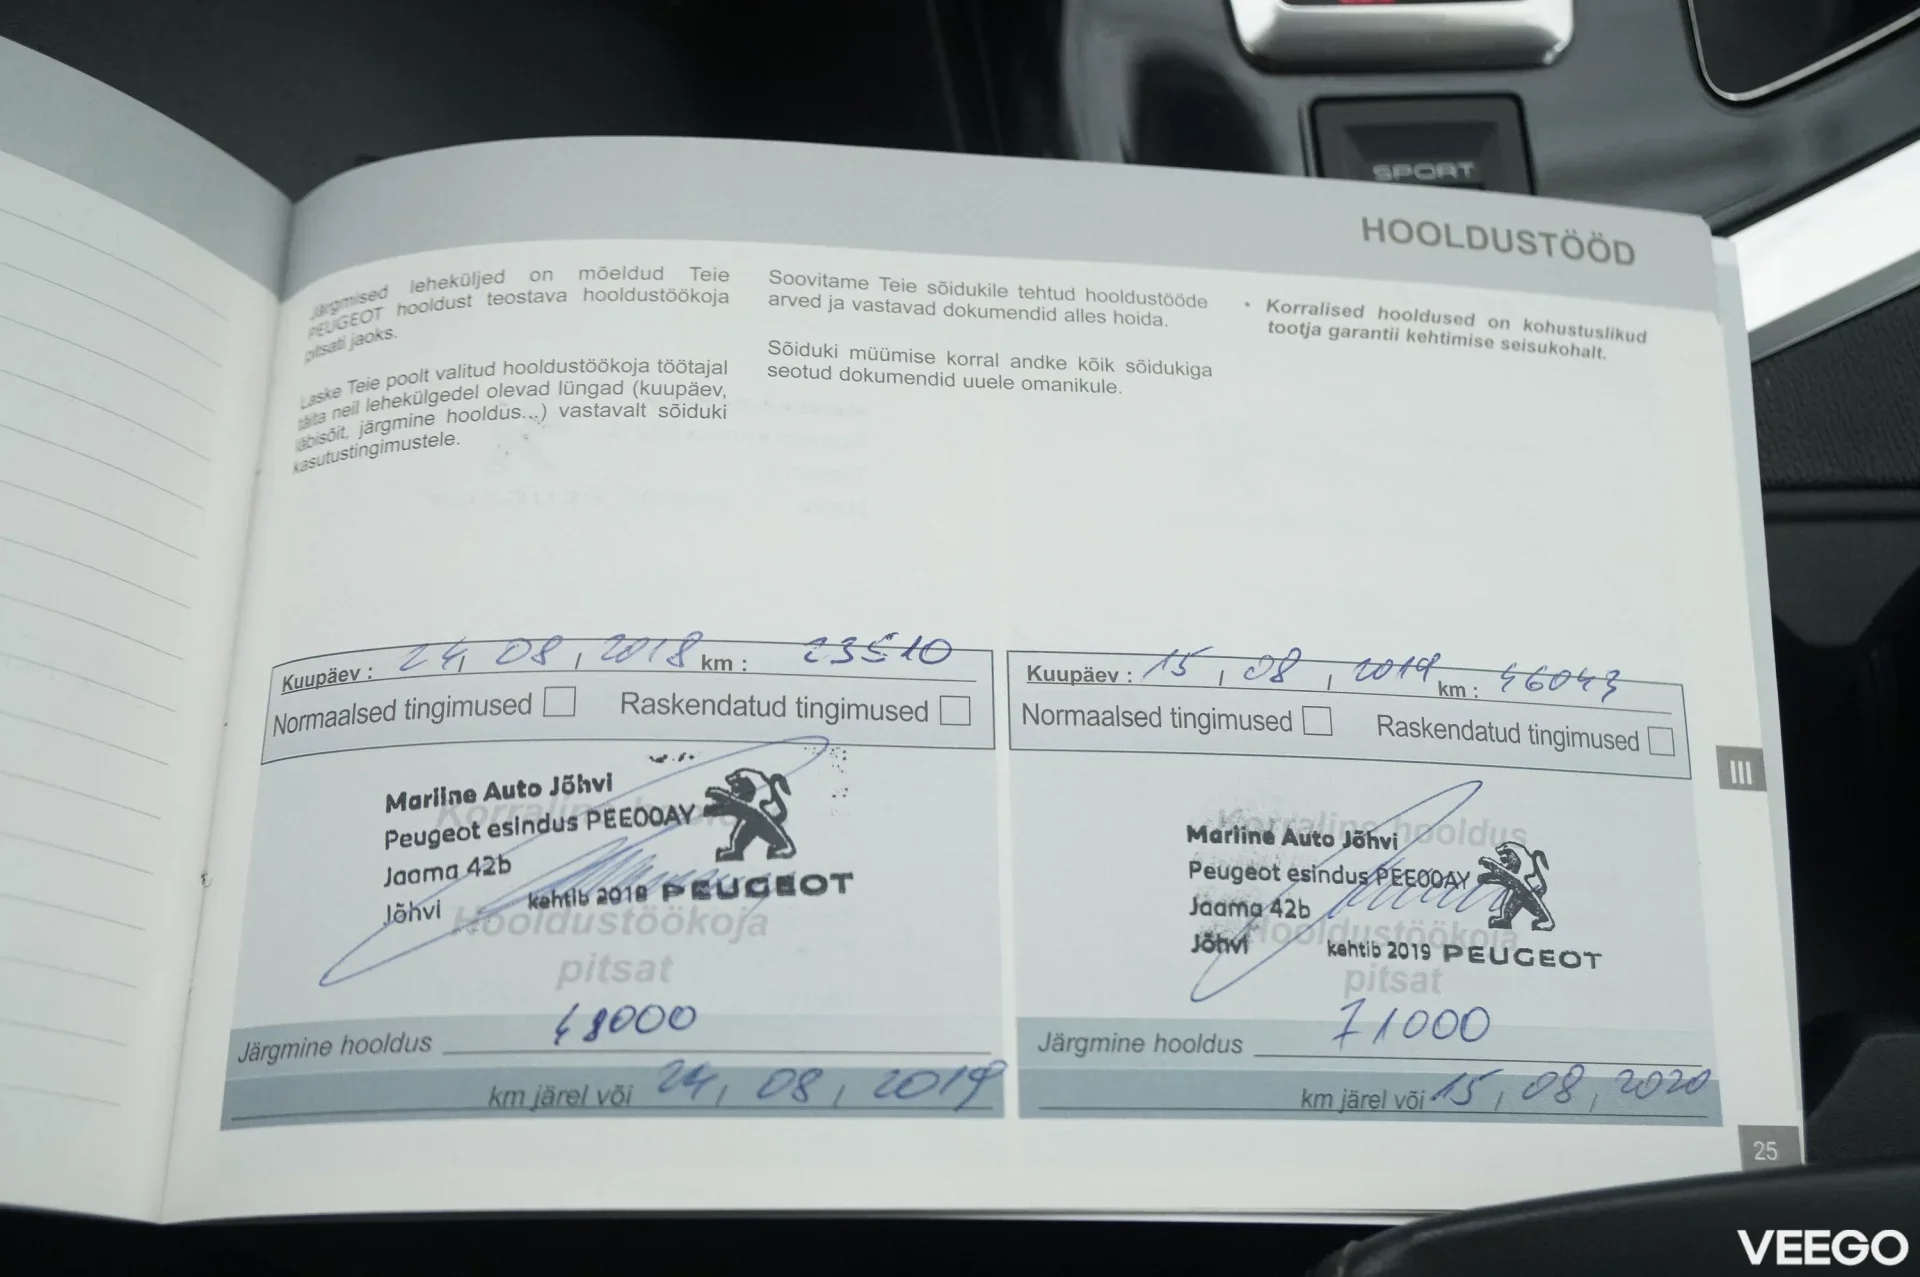 SPORT
HOOLDUSTÖÖD
Järgmised leheküljed on mõeldud Teie
PEUGEOT hooldust teostava hooldustöökoja
pitsati jaoks.
Laske Teie poolt valitud hooldustöökoja töötajal
täita neil lehekülgedel olevad lüngad (kuupäev,
läbisõit, järgmine hooldus...) vastavalt sõiduki
kasutustingimustele.
Soovitame Teie sõidukile tehtud hooldustööde
arved ja vastavad dokumendid alles hoida.
Sõiduki müümise korral andke kõik sõidukiga
seotud dokumendid uuele omanikule.
• Korralised hooldused on kohustuslikud
tootja garantii kehtimise seisukohalt.
Kuupäev : 24 / 08 / 2018 km : 23510
Normaalsed tingimused Raskendatud tingimused
Mariine Auto Jõhvi
Korraline hooldus
Peugeot esindus PEE00AY
Jaama 42b
Jõhvi kehtib 2018 PEUGEOT
Hooldustöökoja
pitsat
Järgmine hooldus 48000
km järel või 24 / 08 / 2019
Kuupäev : 15 / 08 / 2019 km : 46043
Normaalsed tingimused Raskendatud tingimused
Korraline hooldus
Mariine Auto Jõhvi
Peugeot esindus PEE00AY
Jaama 42b
Hooldustöökoja
Jõhvi kehtib 2019 PEUGEOT
pitsat
Järgmine hooldus 71000
km järel või 15 / 08 / 2020
III
25
VEEGO